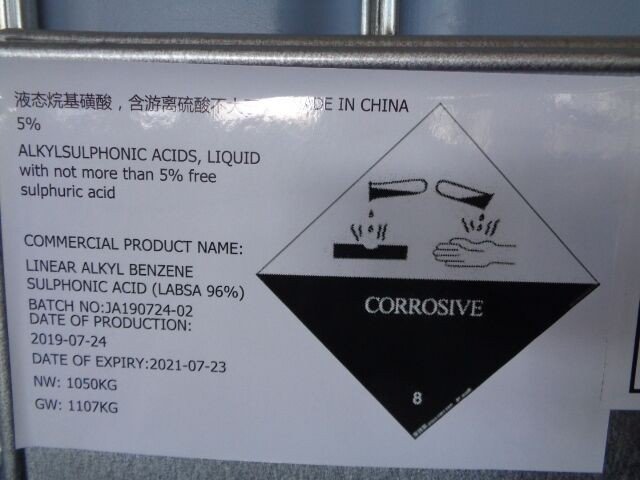 液态烷基磺酸，含游离硫酸不大 DE IN CHINA
5%
ALKYLSULPHONIC ACIDS, LIQUID
with not more than 5% free
sulphuric acid
COMMERCIAL PRODUCT NAME:
LINEAR ALKYL BENZENE
SULPHONIC ACID (LABSA 96%)
BATCH NO:JA190724-02
DATE OF PRODUCTION:
2019-07-24
DATE OF EXPIRY:2021-07-23
NW: 1050KG
GW: 1107KG
CORROSIVE
8